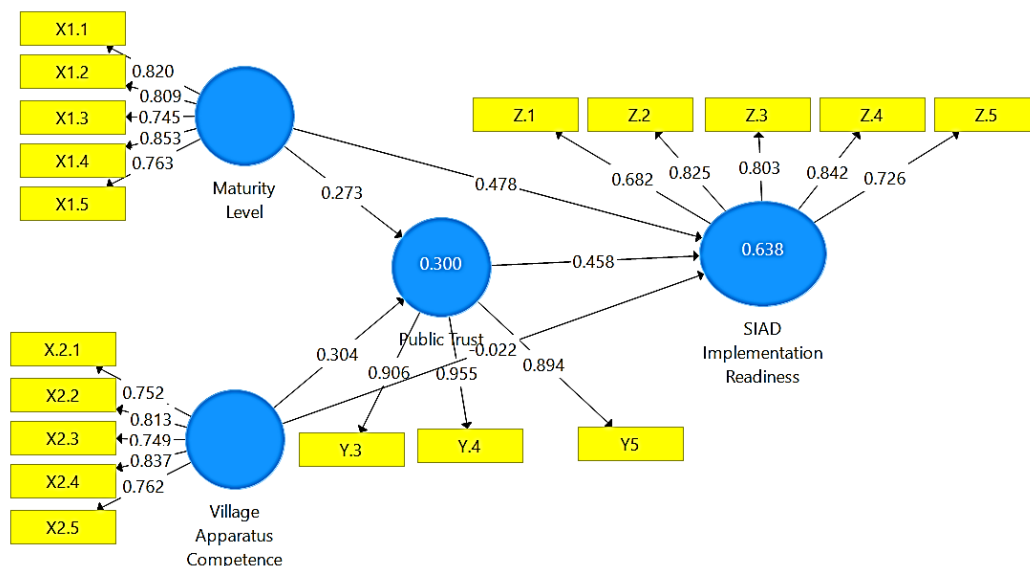 X1.1
X1.2
X1.3
X1.4
X1.5
0.820
0.809
0.745
0.853
0.763
Maturity
Level
0.273
0.478
Z.1
Z.2
Z.3
Z.4
Z.5
0.682
0.825
0.803
0.842
0.726
0.300
Public Trust
0.458
0.638
SIAD
Implementation
Readiness
0.304
-0.022
0.906
0.955
0.894
Y.3
Y.4
Y5
X.2.1
X2.2
X2.3
X2.4
X2.5
0.752
0.813
0.749
0.837
0.762
Village
Apparatus
Competence